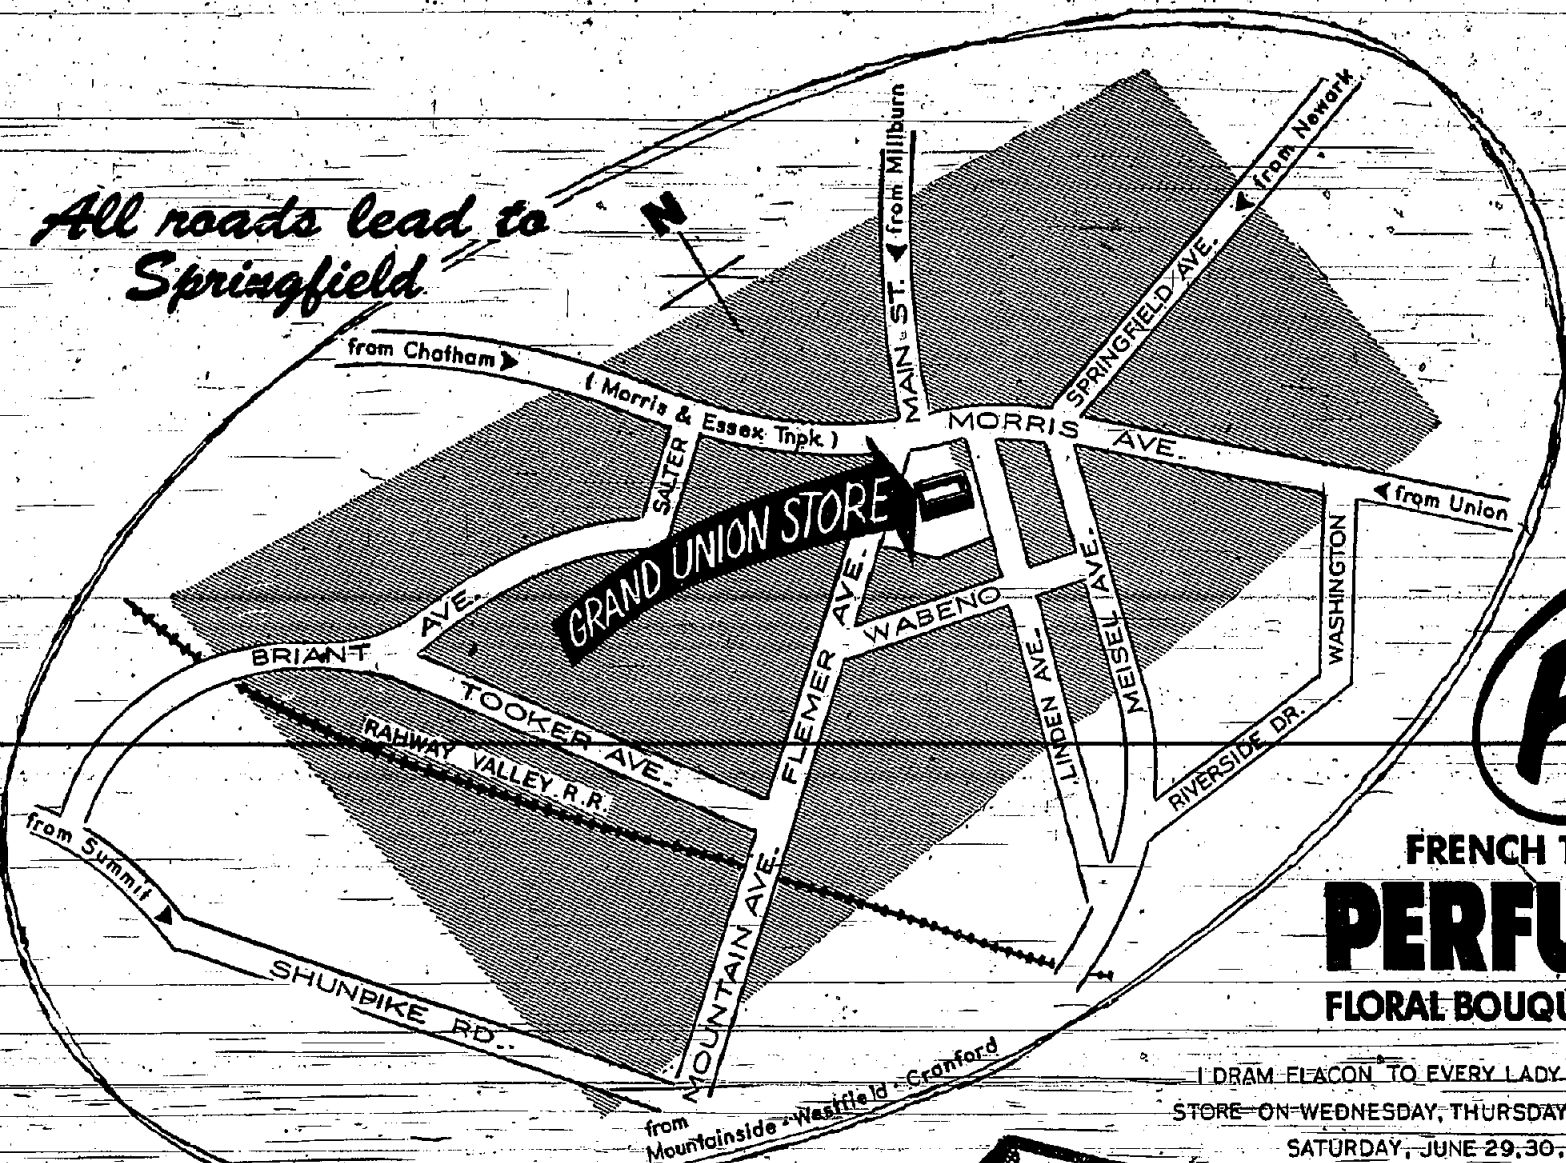 All roads lead to
Springfield
N
from Millburn
from Newark
MAIN ST.
SPRINGFIELD AVE.
from Chatham
( Morris & Essex Tnpk. )
MORRIS AVE.
from Union
SALTER
GRAND UNION STORE
WASHINGTON
BRIANT AVE.
FLEMER AVE.
WABENO
MEISEL AVE.
LINDEN AVE.
TOOKER AVE.
RAHWAY VALLEY R.R.
RIVERSIDE DR.
from Summit
SHUNPIKE RD.
MOUNTAIN AVE.
from
Mountainside - Westfield - Cranford
FRENCH
PERFU
FLORAL BOUQU
1 DRAM FLACON TO EVERY LADY
STORE ON WEDNESDAY, THURSDAY
SATURDAY, JUNE 29, 30,